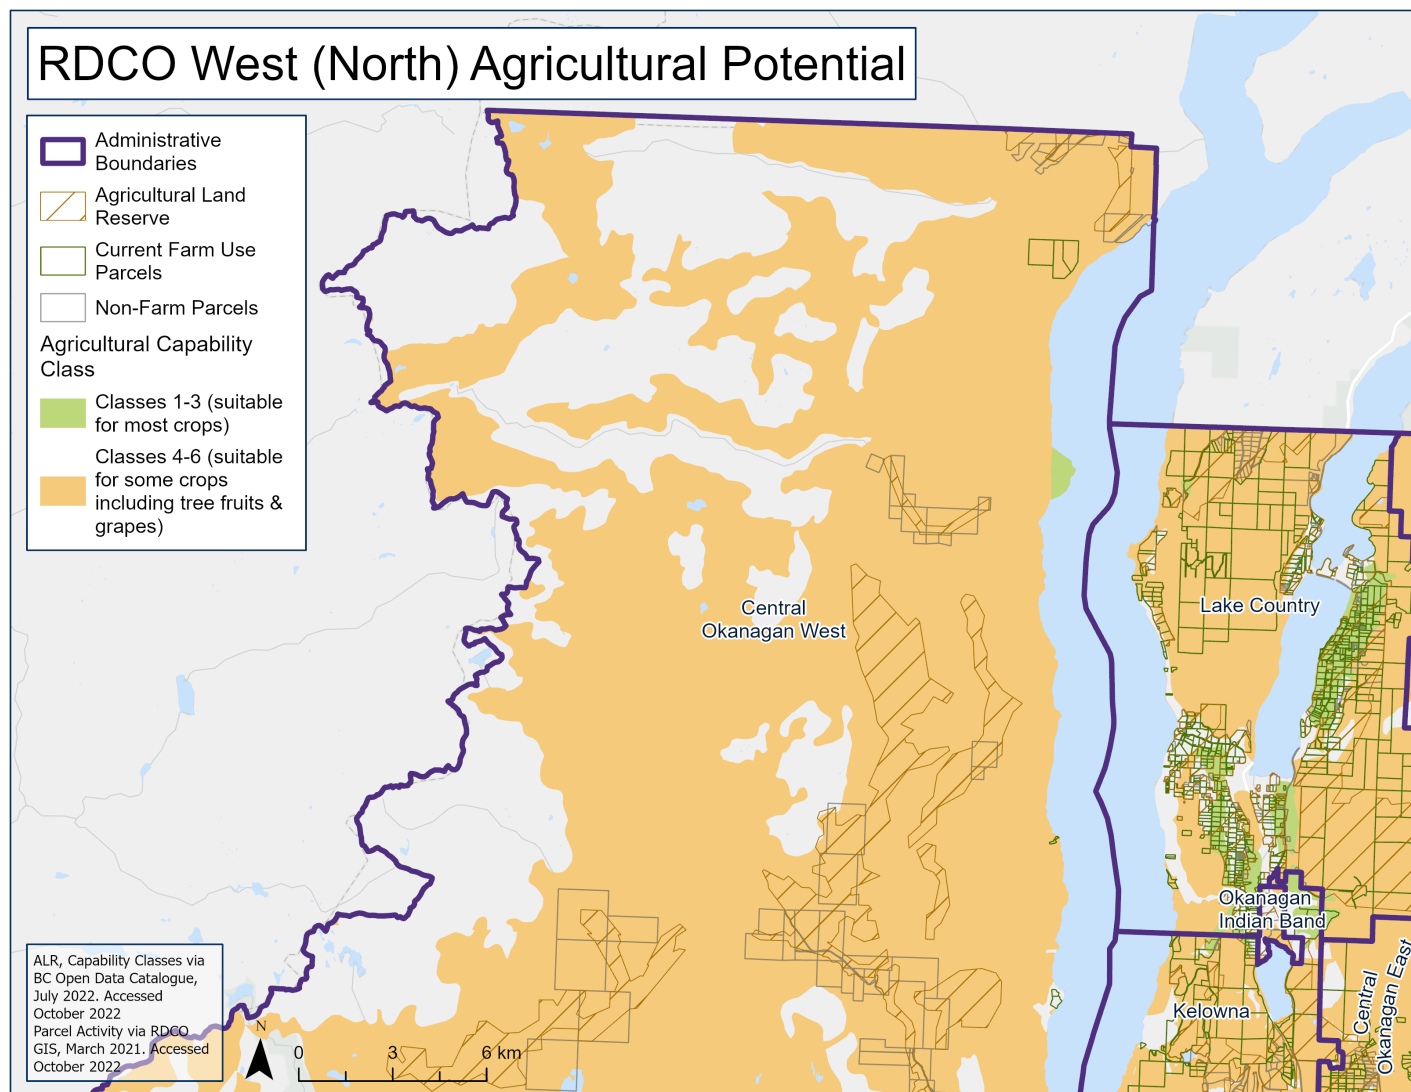 RDCO West (North) Agricultural Potential
Administrative
Boundaries
Agricultural Land
Reserve
Current Farm Use
Parcels
Non-Farm Parcels
Agricultural Capability
Class
Classes 1-3 (suitable
for most crops)
Classes 4-6 (suitable
for some crops
including tree fruits &
grapes)
Central
Okanagan West
Lake Country
Okanagan
Indian Band
Kelowna
Central
Okanagan East
ALR, Capability Classes via
BC Open Data Catalogue,
July 2022. Accessed
October 2022
Parcel Activity via RDCO
GIS, March 2021. Accessed
October 2022
N
0 3 6 km